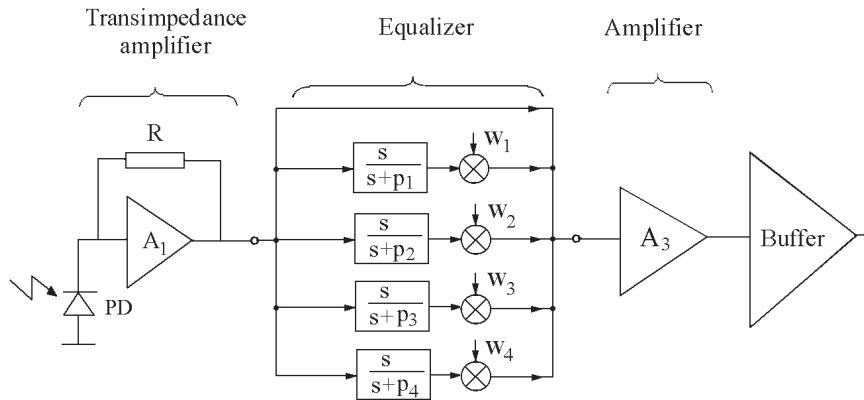 Transimpedance
amplifier
Equalizer
Amplifier
R
A1
PD
s
s+p1
w1
s
s+p2
w2
s
s+p3
w3
s
s+p4
w4
A3
Buffer